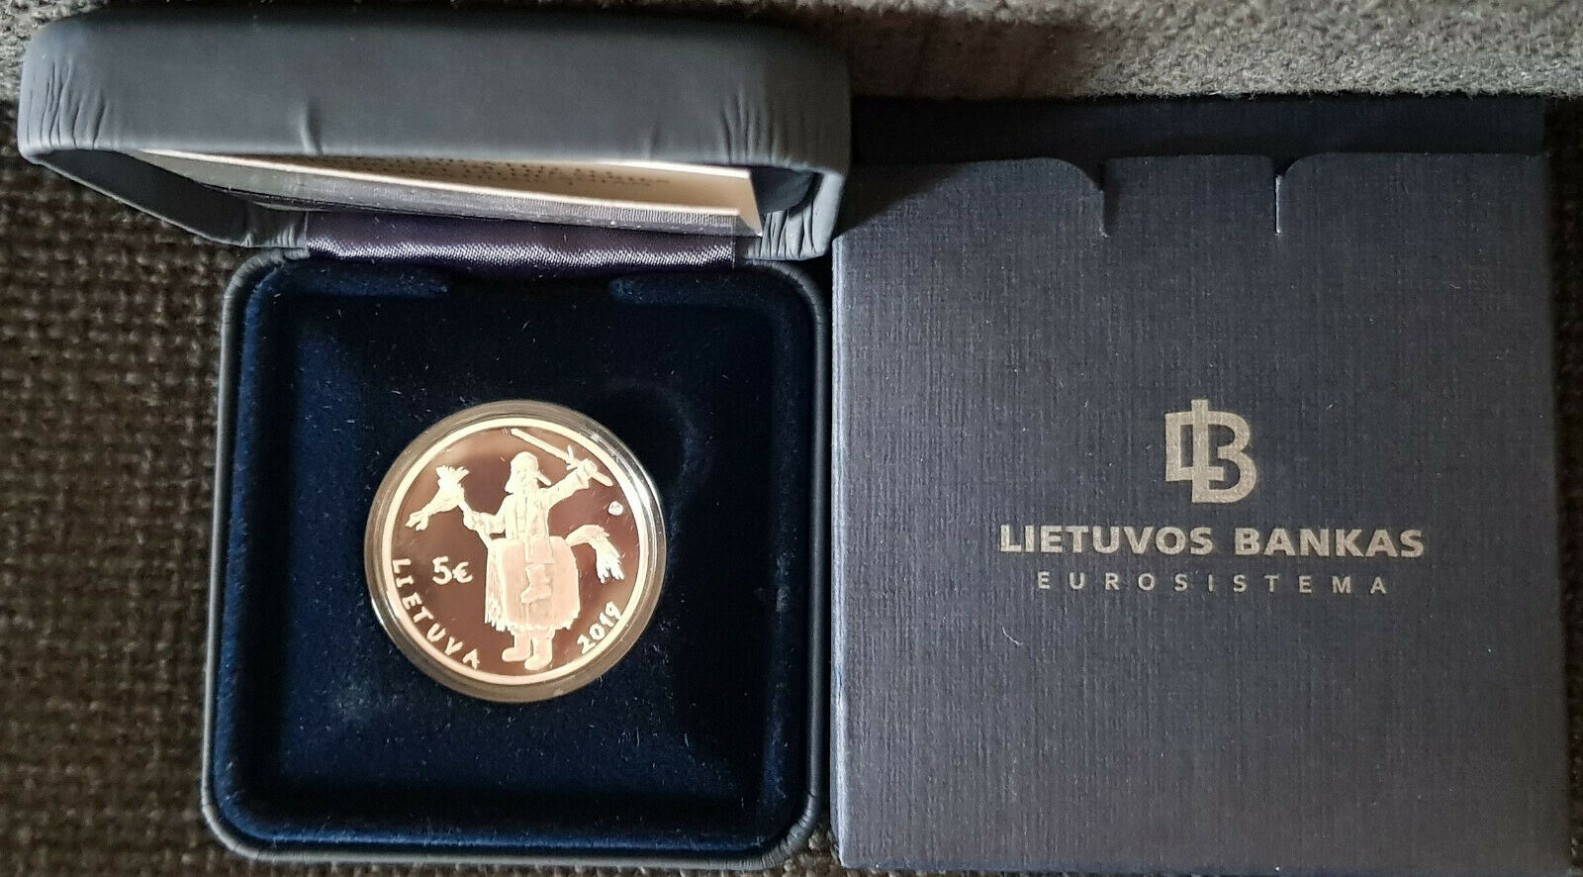 5€
LIETUVA
2019
LB
LIETUVOS BANKAS
EUROSISTEMA